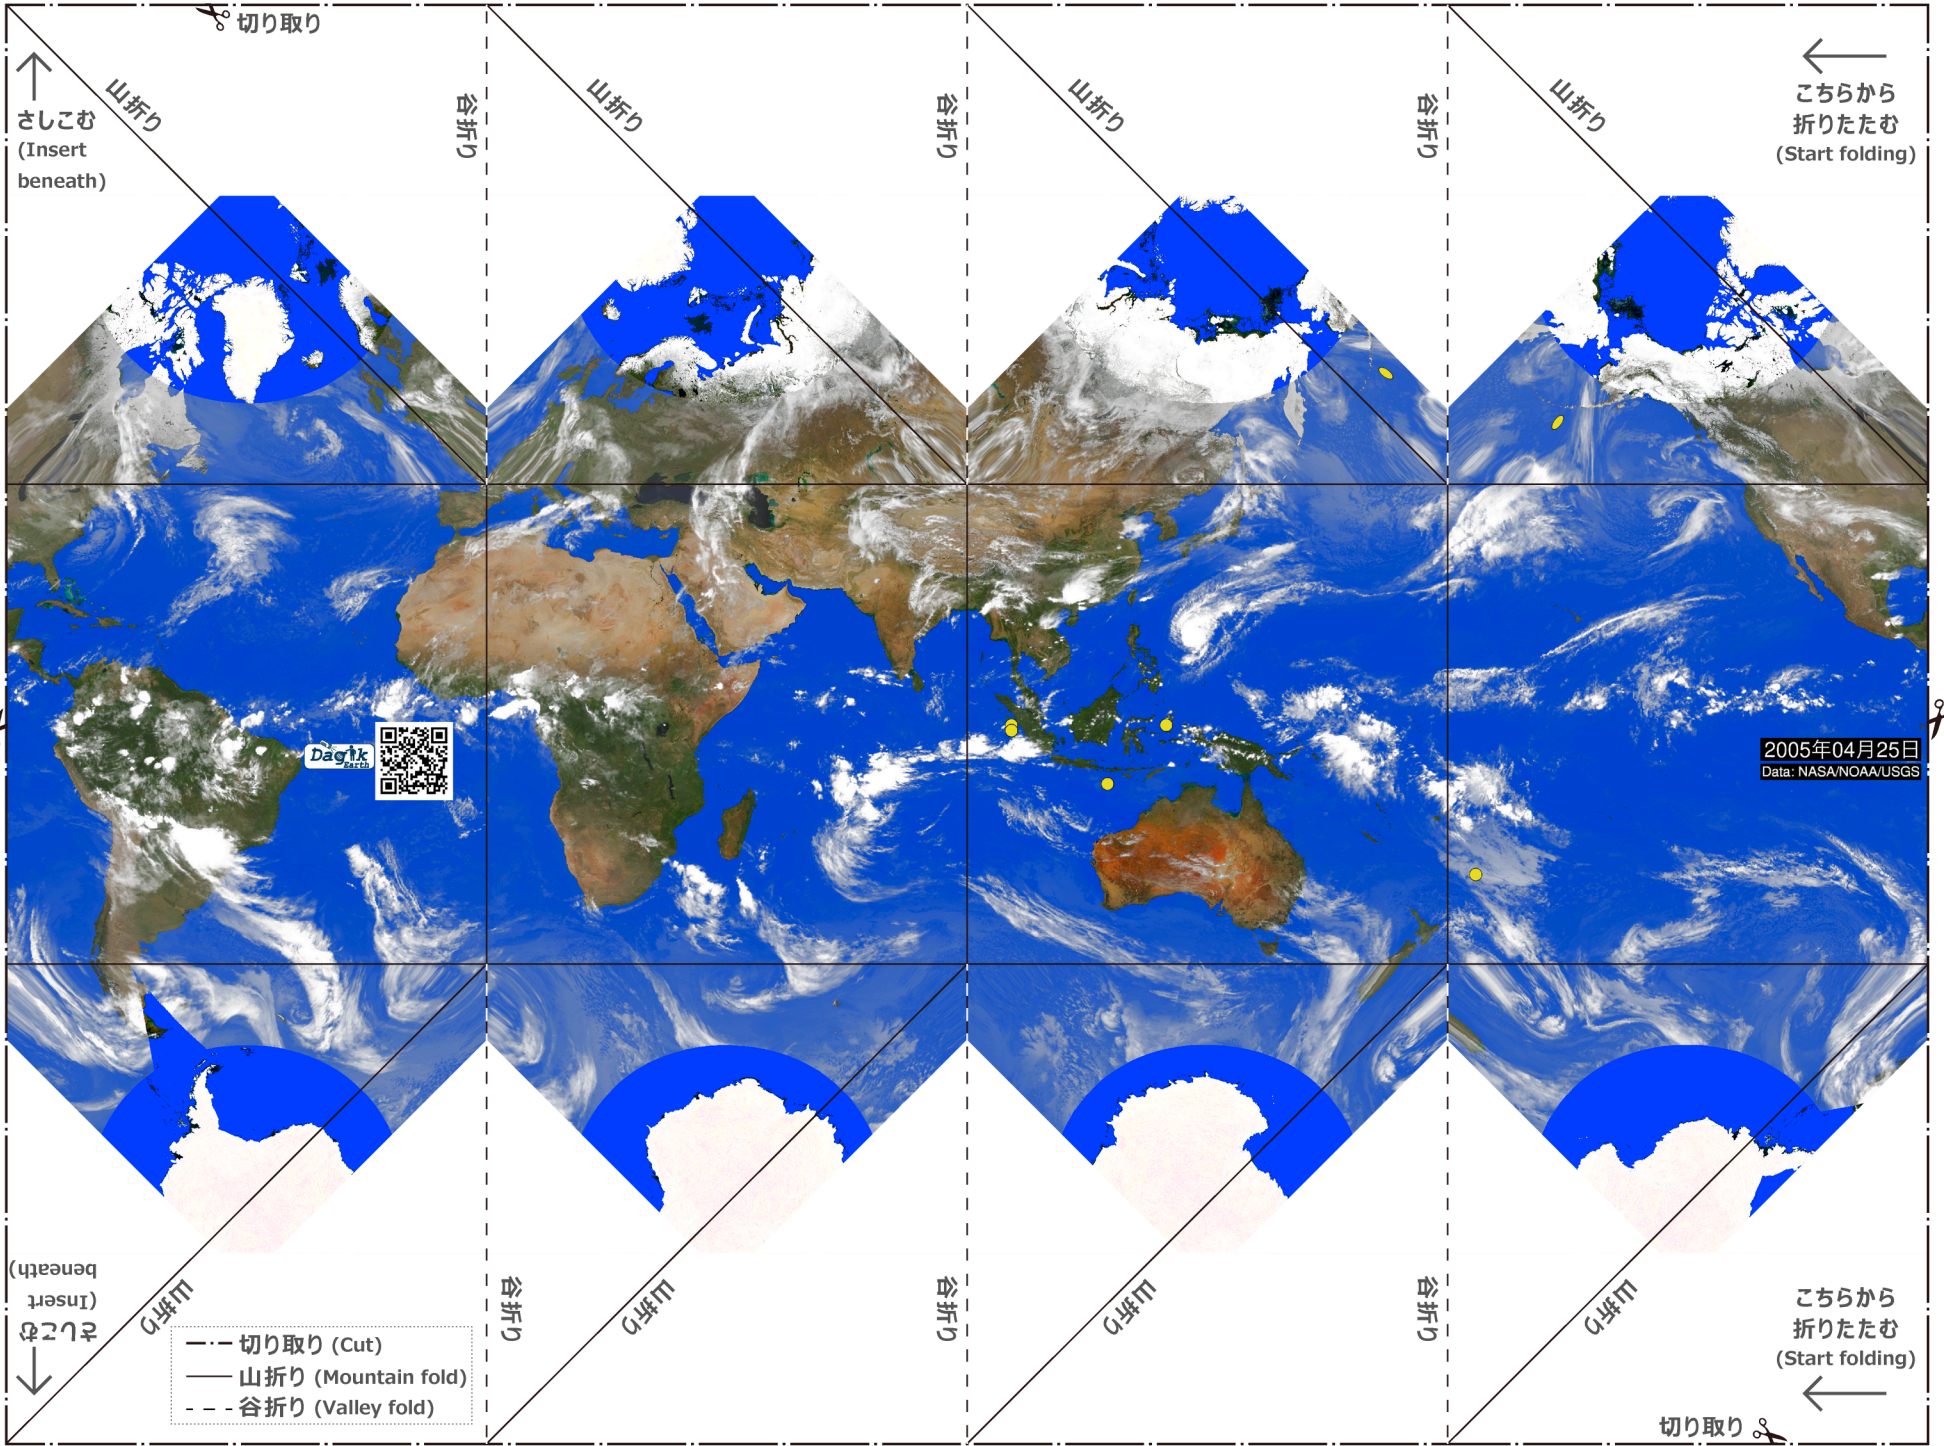 切り取り
山折り
谷折り
山折り
谷折り
山折り
谷折り
山折り
さしこむ
(Insert
beneath)
こちらから
折りたたむ
(Start folding)
Dagik
Earth
2005年04月25日
Data: NASA/NOAA/USGS
さしこむ
(Insert
beneath)
山折り
谷折り
山折り
谷折り
山折り
谷折り
山折り
こちらから
折りたたむ
(Start folding)
切り取り (Cut)
山折り (Mountain fold)
谷折り (Valley fold)
切り取り